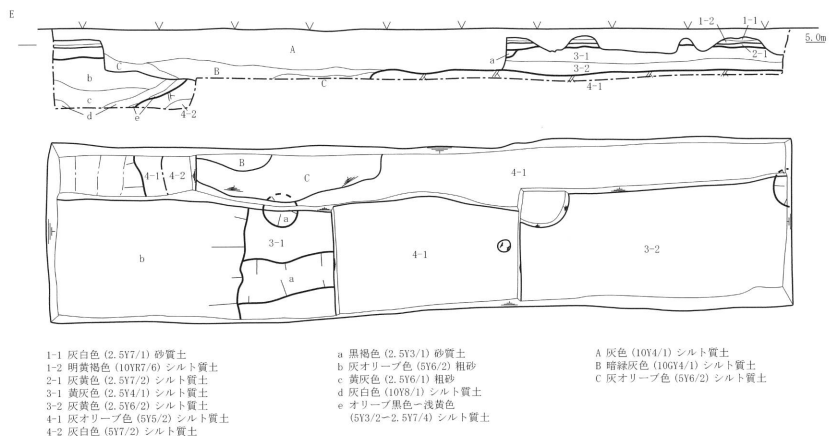 E
1-2 1-1
5.0m
A
a
3-1
2-1
3-2
b
C
B
C
4-1
c
d
e
4-2
B
C
4-1
4-1 4-2
a
3-1
4-1
3-2
b
a
1-1 灰白色 (2.5Y7/1) 砂質土
1-2 明黄褐色 (10YR7/6) シルト質土
2-1 灰黄色 (2.5Y7/2) シルト質土
3-1 黄灰色 (2.5Y4/1) シルト質土
3-2 灰黄色 (2.5Y6/2) シルト質土
4-1 灰オリーブ色 (5Y5/2) シルト質土
4-2 灰白色 (5Y7/2) シルト質土
a 黒褐色 (2.5Y3/1) 砂質土
b 灰オリーブ色 (5Y6/2) 粗砂
c 黄灰色 (2.5Y6/1) 粗砂
d 灰白色 (10Y8/1) シルト質土
e オリーブ黒色〜浅黄色
(5Y3/2〜2.5Y7/4) シルト質土
A 灰色 (10Y4/1) シルト質土
B 暗緑灰色 (10GY4/1) シルト質土
C 灰オリーブ色 (5Y6/2) シルト質土